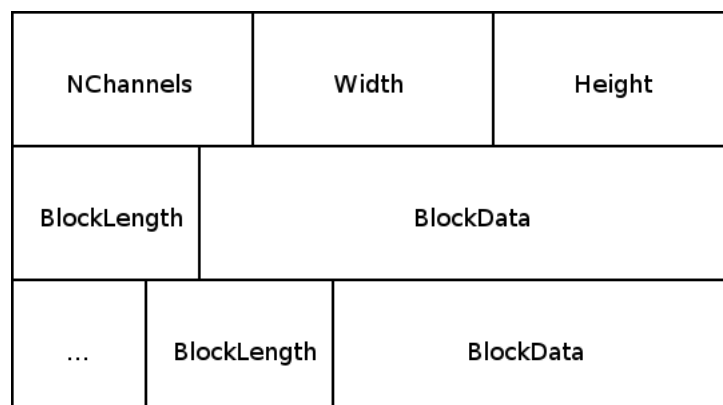 NChannels Width Height
BlockLength BlockData
... BlockLength BlockData